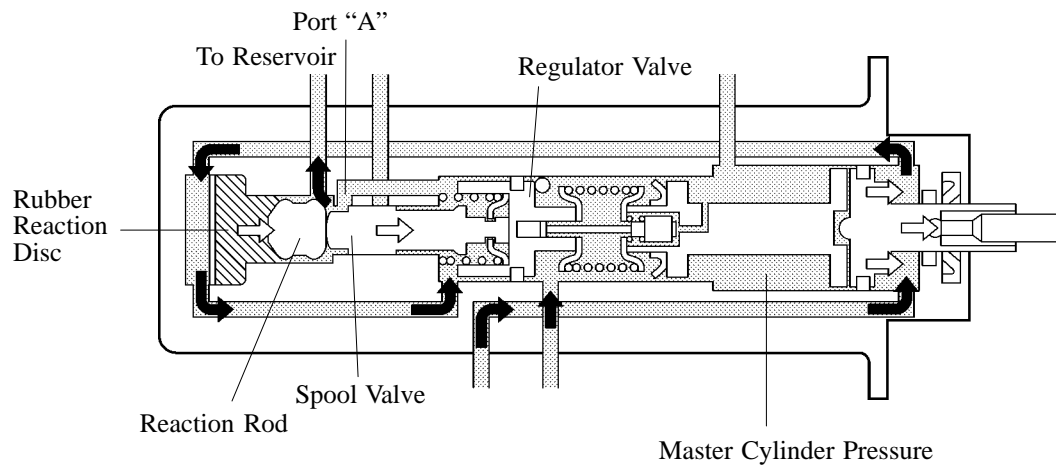 Port “A”
To Reservoir
Regulator Valve
Rubber
Reaction
Disc
Spool Valve
Reaction Rod
Master Cylinder Pressure